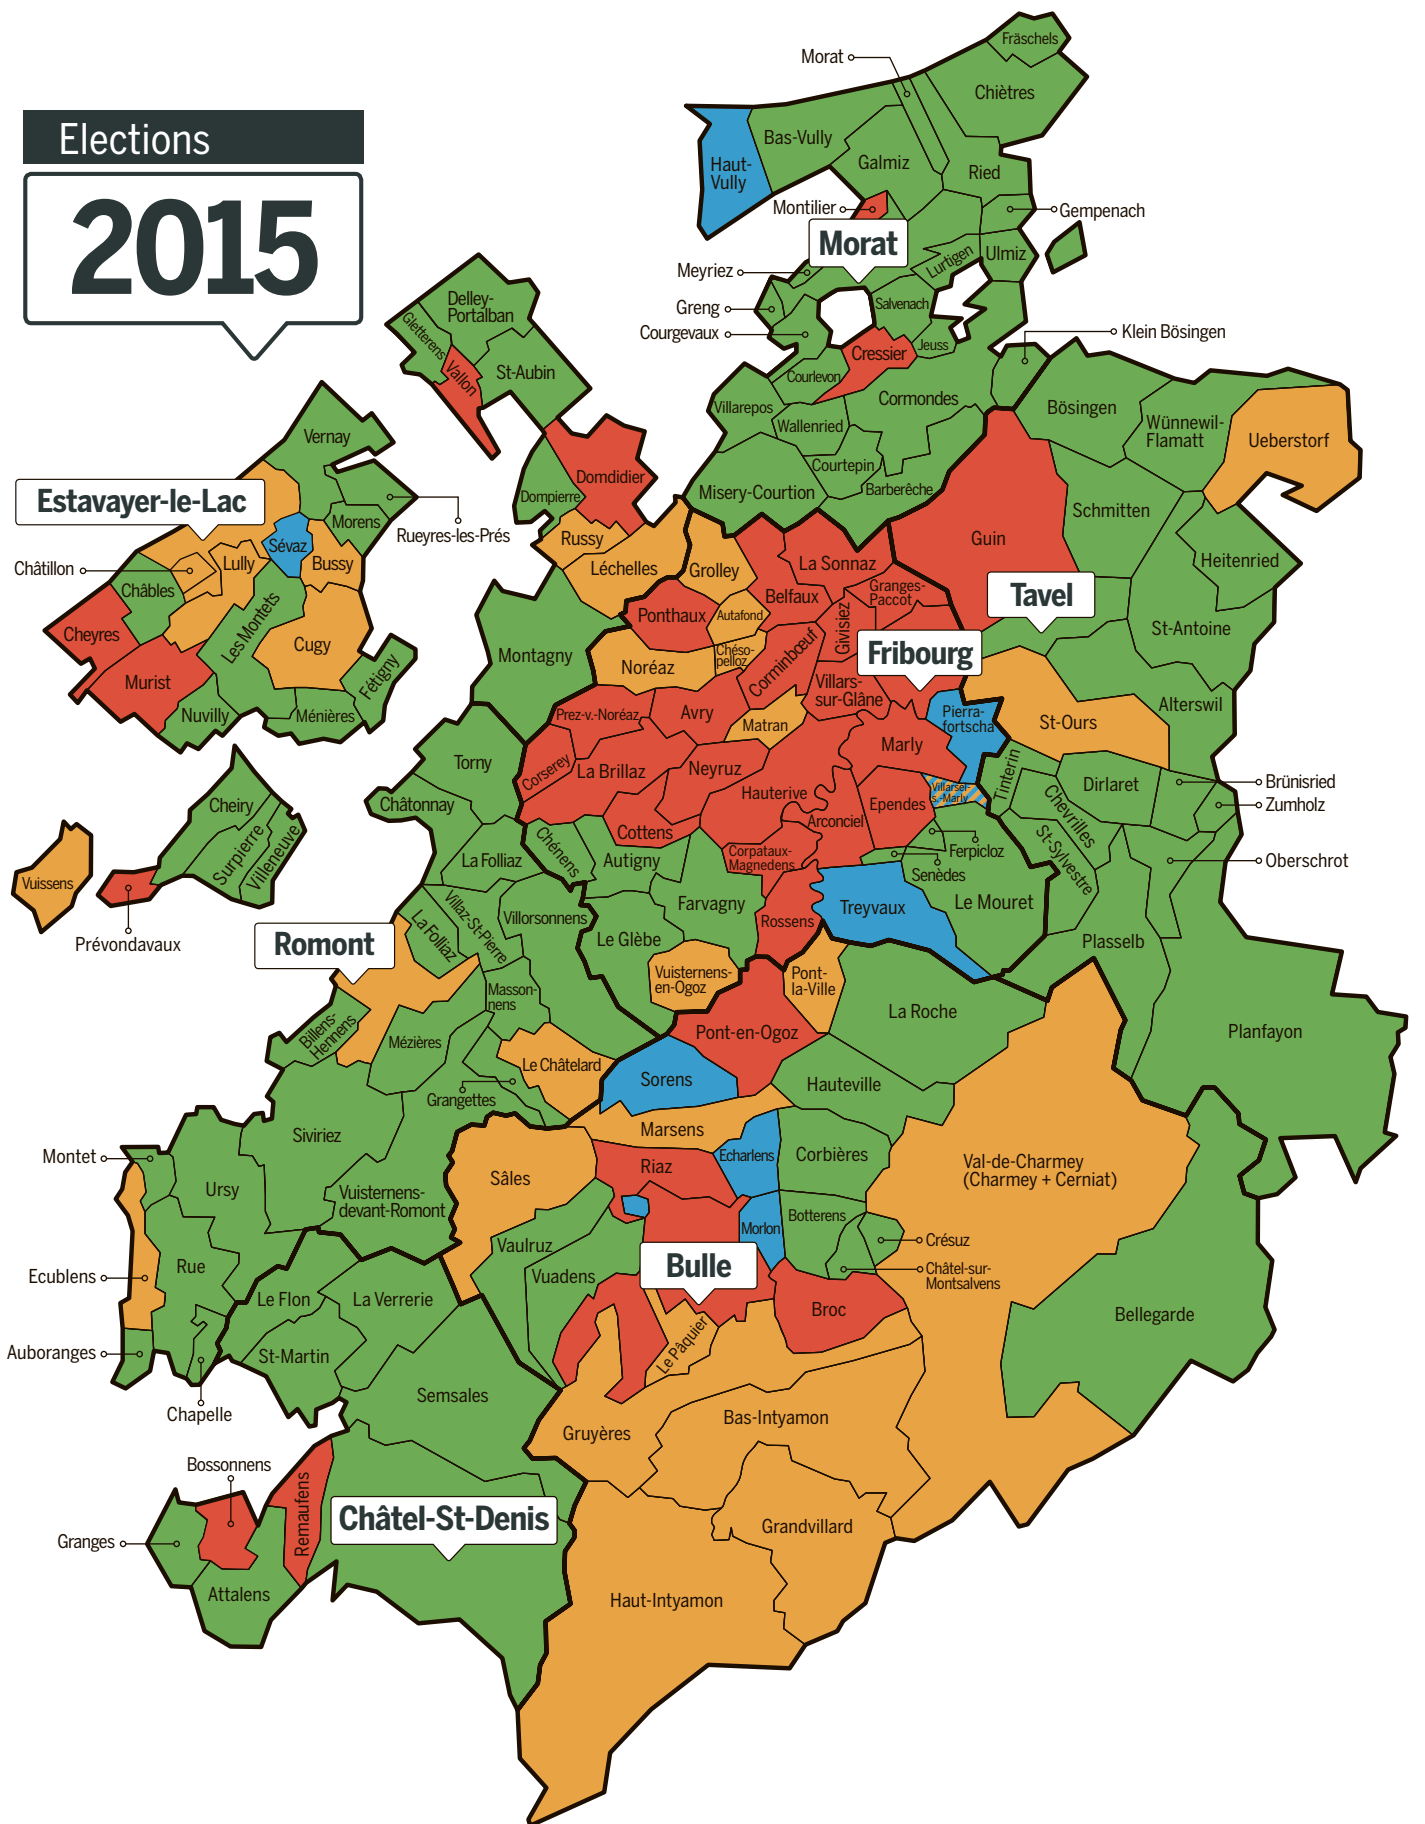 Elections
2015
Fräschels
Morat
Chiètres
Bas-Vully
Haut-
Vully
Galmiz
Ried
Montilier
Gempenach
Morat
Meyriez
Lurtigen
Ulmiz
Greng
Salvenach
Courgevaux
Klein Bösingen
Jeuss
Cressier
Courlevon
Cormondes
Villarepos
Wallenried
Courtepin
Barberêche
Misery-Courtion
Delley-
Portalban
Gletterens
Vallon
St-Aubin
Domdidier
Dompierre
Russy
Léchelles
Vernay
Estavayer-le-Lac
Rueyres-les-Prés
Morens
Sévaz
Bussy
Lully
Châtillon
Châbles
Cheyres
Les Montets
Cugy
Murist
Nuvilly
Ménières
Fétigny
Montagny
Cheiry
Surpierre
Villeneuve
Vuissens
Prévondavaux
Bösingen
Wünnewil-
Flamatt
Ueberstorf
Schmitten
Guin
Heitenried
Tavel
St-Antoine
Alterswil
St-Ours
Tinterin
Dirlaret
Brünisried
Zumholz
Chevrilles
St-Sylvestre
Oberschrot
Plasselb
Planfayon
Grolley
La Sonnaz
Belfaux
Granges-
Paccot
Ponthaux
Autafond
Givisiez
Fribourg
Chéso-
pelloz
Corminbœuf
Noréaz
Villars-
sur-Glâne
Prez-v.-Noréaz
Avry
Matran
Pierra-
fortscha
Marly
Corserey
La Brillaz
Neyruz
Hauterive
Villarsel-
s.-Marly
Ependes
Arconciel
Cottens
Chénens
Autigny
Corpataux-
Magnedens
Ferpicloz
Senèdes
Farvagny
Rossens
Treyvaux
Le Mouret
Le Glèbe
Vuisternens-
en-Ogoz
Torny
Châtonnay
La Folliaz
Villaz-St-Pierre
Villorsonnens
La Folliaz
Romont
Masson-
nens
Billens-
Hennens
Mézières
Le Châtelard
Grangettes
Siviriez
Montet
Ursy
Vuisternens-
devant-Romont
Ecublens
Rue
Auboranges
Chapelle
Pont-
la-Ville
Pont-en-Ogoz
La Roche
Sorens
Hauteville
Marsens
Echarlens
Corbières
Val-de-Charmey
(Charmey + Cerniat)
Riaz
Sâles
Morlon
Botterens
Crésuz
Vaulruz
Châtel-sur-
Montsalvens
Bulle
Vuadens
Broc
Bellegarde
Le Pâquier
Gruyères
Bas-Intyamon
Grandvillard
Haut-Intyamon
Le Flon
La Verrerie
St-Martin
Semsales
Bossonnens
Remaufens
Châtel-St-Denis
Granges
Attalens